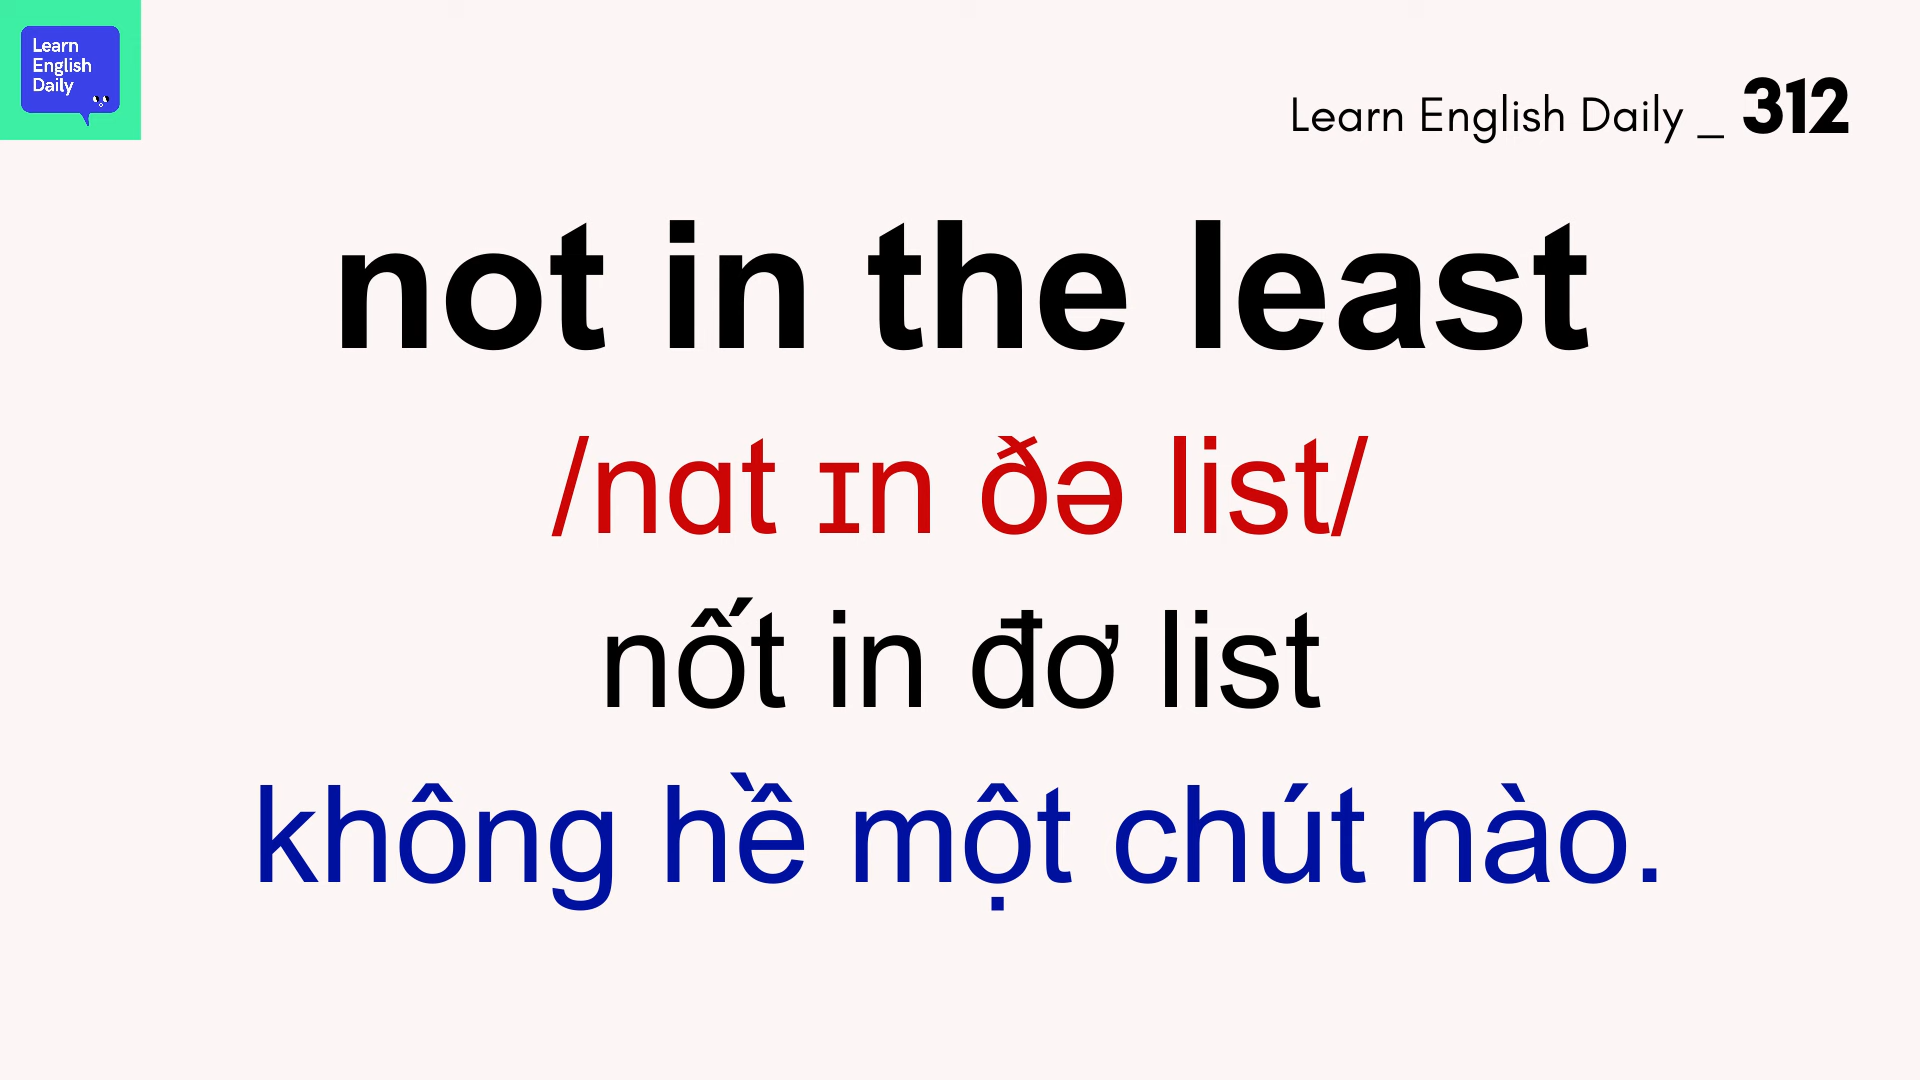 Learn
English
Daily
Learn English Daily _ 312
not in the least
/nɑt ɪn ðə list/
nốt in đơ list
không hề một chút nào.